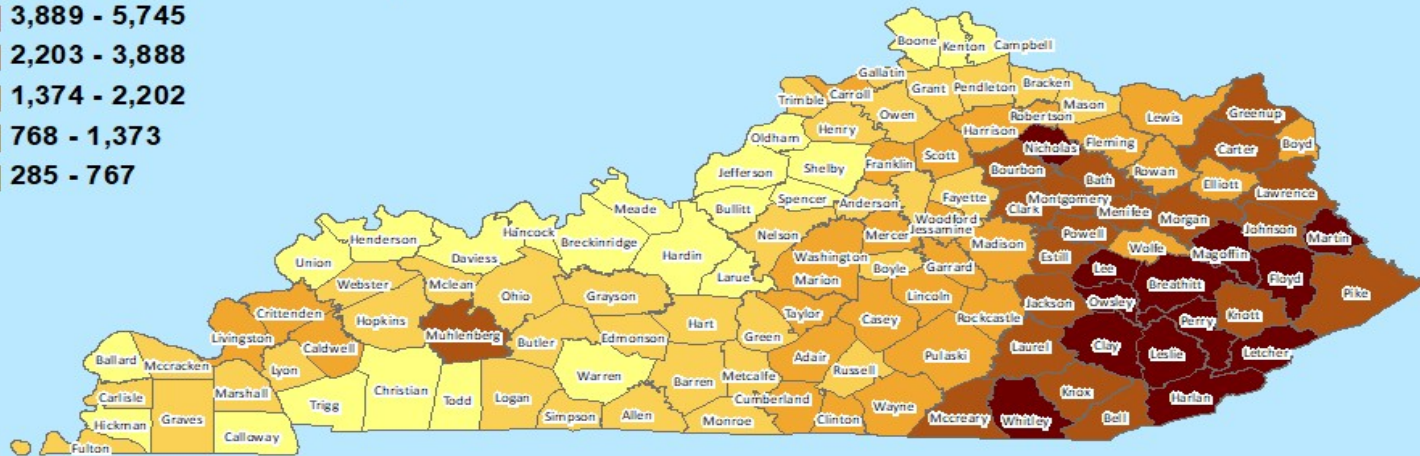 3,889 - 5,745
2,203 - 3,888
1,374 - 2,202
768 - 1,373
285 - 767
Boone Kenton Campbell
Gallatin
Grant Pendleton Bracken
Trimble Carroll
Owen
Mason
Robertson
Lewis
Greenup
Oldham Henry
Harrison
Nicholas Fleming
Carter Boyd
Jefferson Shelby Franklin Scott
Bourbon
Bath
Rowan
Elliott
Lawrence
Bullitt Spencer Anderson
Fayette
Woodford
Jessamine
Clark
Montgomery
Menifee
Morgan
Meade
Nelson
Mercer
Madison
Powell
Wolfe
Johnson
Martin
Magoffin
Henderson
Hancock
Breckinridge
Hardin
Washington
Estill
Union
Daviess
Larue
Marion
Boyle Garrard
Lee
Breathitt
Floyd
Pike
Webster Mclean
Ohio
Grayson
Lincoln
Jackson
Owsley
Perry
Knott
Crittenden
Hopkins
Muhlenberg
Hart
Taylor
Casey
Rockcastle
Livingston
Caldwell
Butler
Edmonson
Green
Laurel
Clay
Leslie
Letcher
Ballard Mccracken
Lyon
Adair
Pulaski
Russell
Carlisle
Marshall
Christian
Warren
Barren
Metcalfe
Cumberland
Trigg
Todd
Logan
Simpson
Allen
Monroe
Clinton
Wayne
Mccreary
Whitley
Knox
Bell
Harlan
Hickman
Graves
Calloway
Fulton